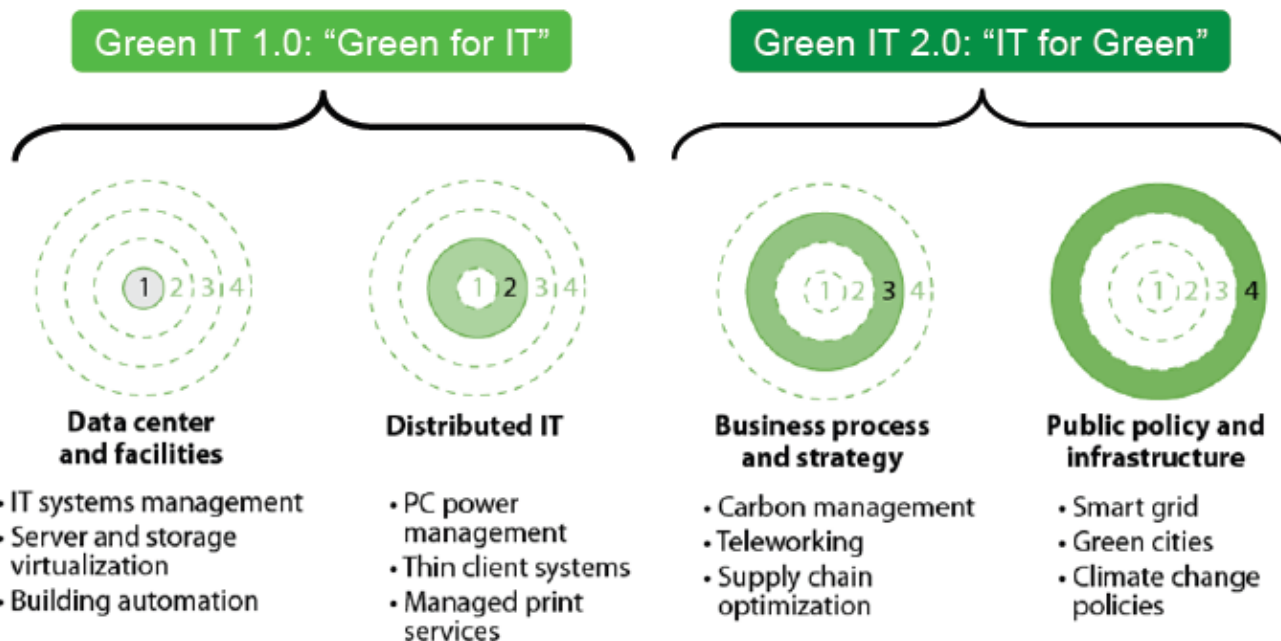 Green IT 1.0: “Green for IT”
Green IT 2.0: “IT for Green”
1 2 3 4
1 2 3 4
1 2 3 4
1 2 3 4
Data center
and facilities
• IT systems management
• Server and storage
virtualization
• Building automation
Distributed IT
• PC power
management
• Thin client systems
• Managed print
services
Business process
and strategy
• Carbon management
• Teleworking
• Supply chain
optimization
Public policy and
infrastructure
• Smart grid
• Green cities
• Climate change
policies